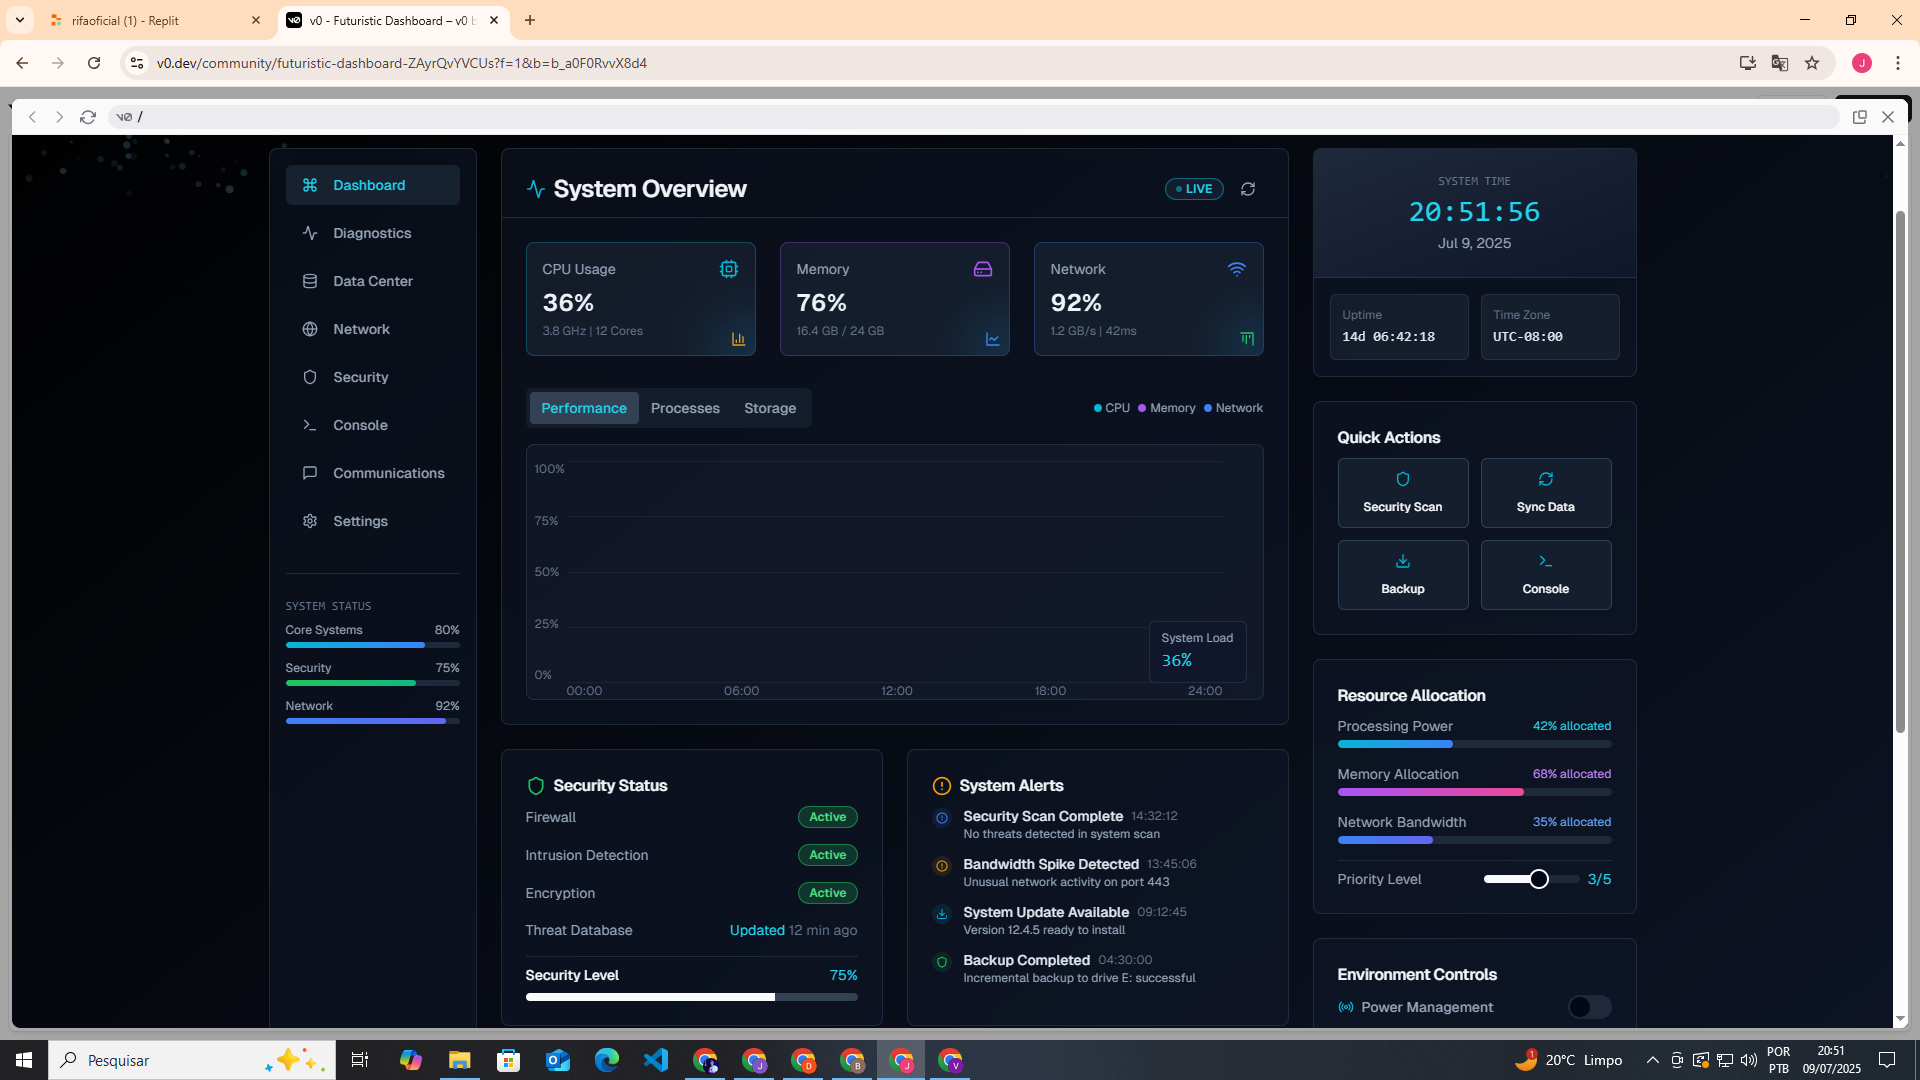 rifaoficial (1) - Replit
v0 - Futuristic Dashboard – v0 b
v0.dev/community/futuristic-dashboard-ZAyrQvYVCUs?f=1&b=b_a0F0RvvX8d4
J
v0 /
Dashboard
Diagnostics
Data Center
Network
Security
Console
Communications
Settings
SYSTEM STATUS
Core Systems 80%
Security 75%
Network 92%
System Overview
LIVE
CPU Usage
36%
3.8 GHz | 12 Cores
Memory
76%
16.4 GB / 24 GB
Network
92%
1.2 GB/s | 42ms
Performance Processes Storage
CPU Memory Network
100%
75%
50%
25%
0%
00:00 06:00 12:00 18:00 24:00
System Load
36%
Security Status
Firewall Active
Intrusion Detection Active
Encryption Active
Threat Database Updated 12 min ago
Security Level 75%
System Alerts
Security Scan Complete 14:32:12
No threats detected in system scan
Bandwidth Spike Detected 13:45:06
Unusual network activity on port 443
System Update Available 09:12:45
Version 12.4.5 ready to install
Backup Completed 04:30:00
Incremental backup to drive E: successful
SYSTEM TIME
20:51:56
Jul 9, 2025
Uptime
14d 06:42:18
Time Zone
UTC-08:00
Quick Actions
Security Scan
Sync Data
Backup
Console
Resource Allocation
Processing Power 42% allocated
Memory Allocation 68% allocated
Network Bandwidth 35% allocated
Priority Level 3/5
Environment Controls
Power Management
Pesquisar
J
D
B
J
V
1
20°C Limpo
POR
PTB
20:51
09/07/2025